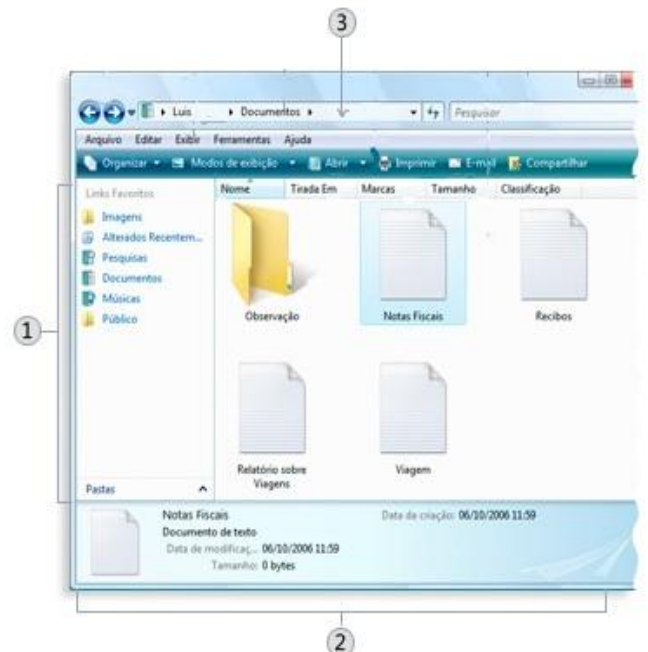 3
Luis Documentos
Pesquisar
Arquivo Editar Exibir Ferramentas Ajuda
Organizar Modos de exibição Abrir Imprimir E-mail Compartilhar
Links Favoritos
Nome Tirada Em Marcas Tamanho Classificação
Imagens
Alterados Recentem...
Pesquisas
Documentos
Músicas
Público
Observação Notas Fiscais Recibos
1
Relatório sobre Viagens
Viagem
Pastas
Notas Fiscais
Data de criação: 06/10/2006 11:59
Documento de texto
Data de modificaç... 06/10/2006 11:59
Tamanho: 0 bytes
2